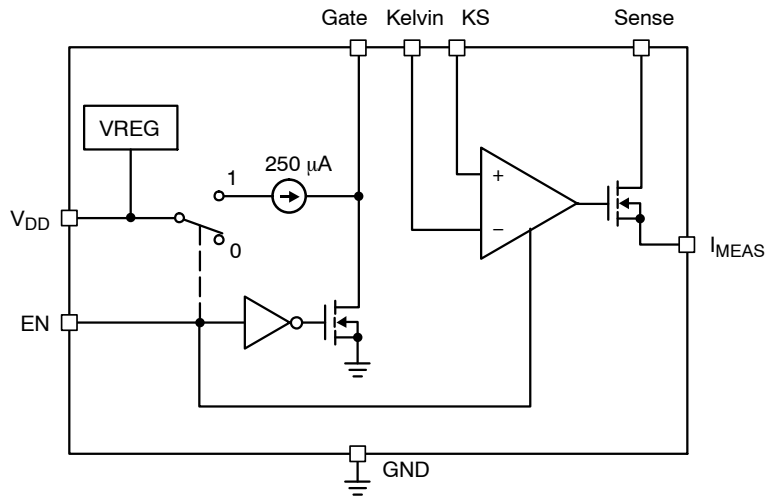 Gate Kelvin KS Sense
VREG
250 μA
1
+
V_DD
0
−
I_MEAS
EN
GND